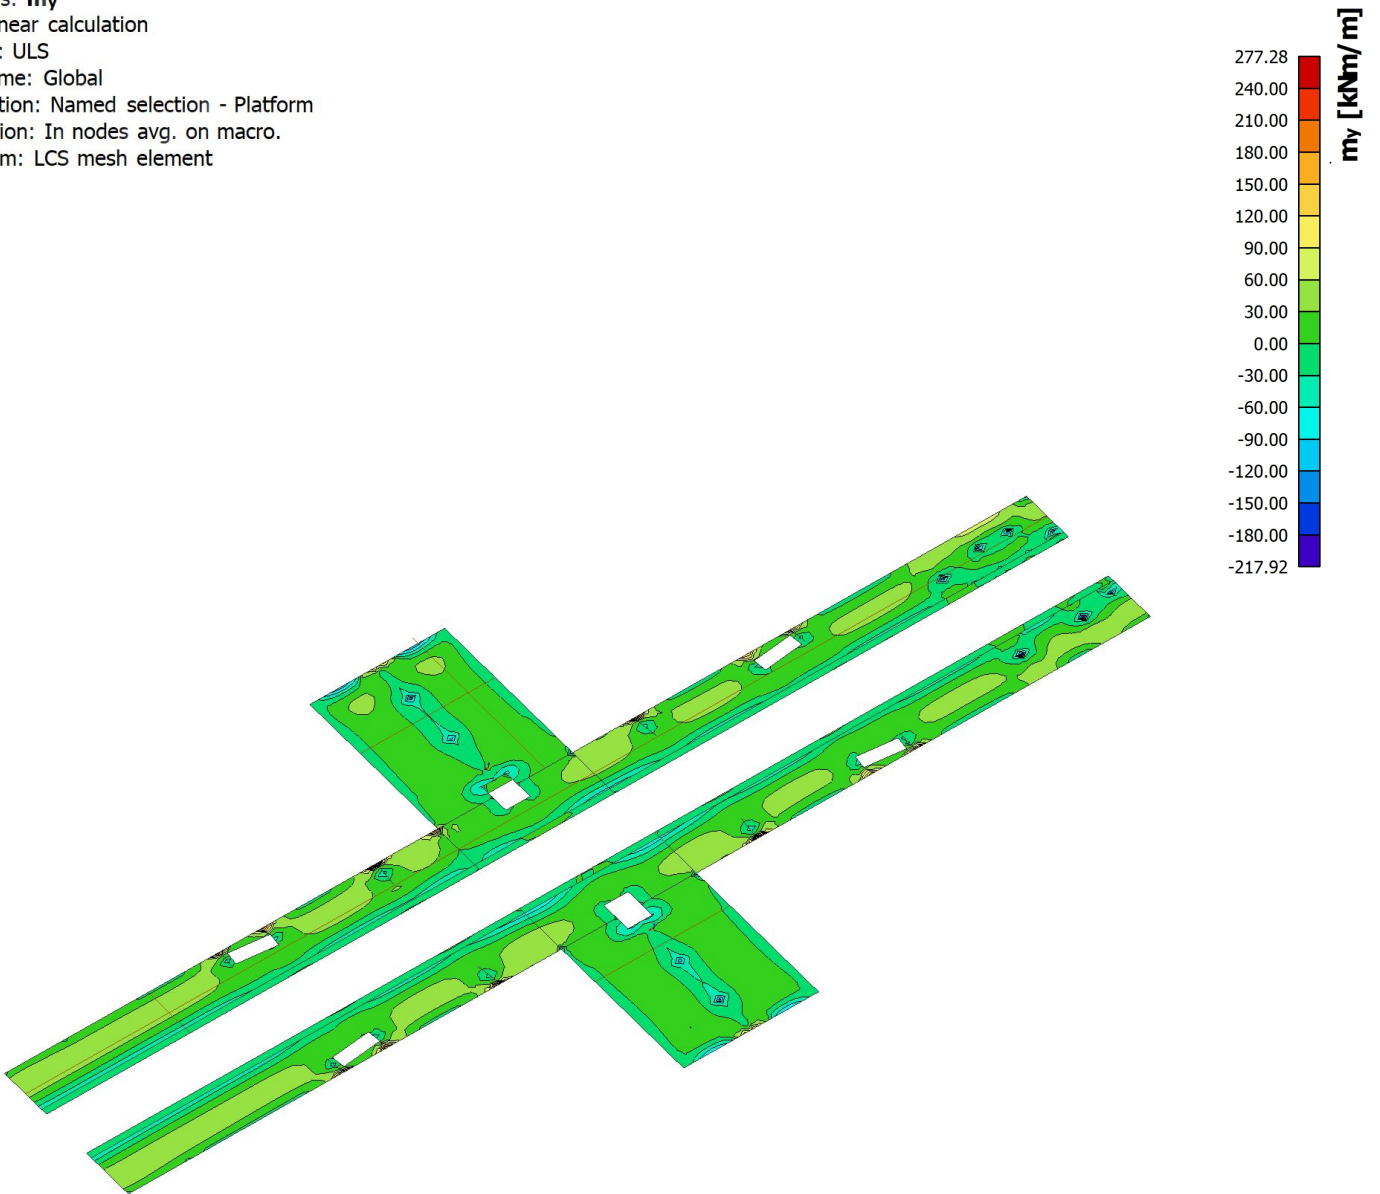 s: my
near calculation
: ULS
me: Global
tion: Named selection - Platform
ion: In nodes avg. on macro.
m: LCS mesh element
my [kNm/m]
277.28
240.00
210.00
180.00
150.00
120.00
90.00
60.00
30.00
0.00
-30.00
-60.00
-90.00
-120.00
-150.00
-180.00
-217.92